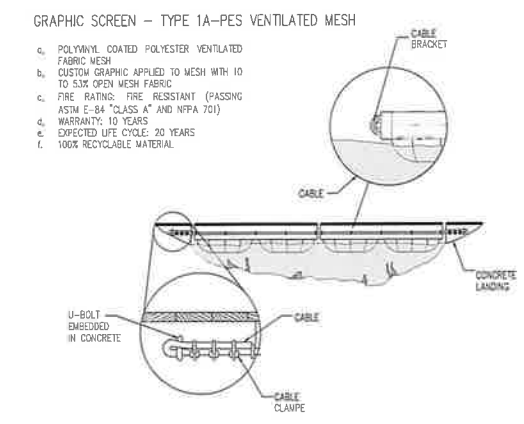 GRAPHIC SCREEN - TYPE 1A-PES VENTILATED MESH
a. POLYVINYL COATED POLYESTER VENTILATED
FABRIC MESH
b. CUSTOM GRAPHIC APPLIED TO MESH WITH 10
TO 53% OPEN MESH FABRIC
c. FIRE RATING: FIRE RESISTANT (PASSING
ASTM E-84 "CLASS A" AND NFPA 701)
d. WARRANTY: 10 YEARS
e. EXPECTED LIFE CYCLE: 20 YEARS
f. 100% RECYCLABLE MATERIAL
CABLE
BRACKET
CABLE
CONCRETE
LANDING
U-BOLT
EMBEDDED
IN CONCRETE
CABLE
CABLE
CLAMPE